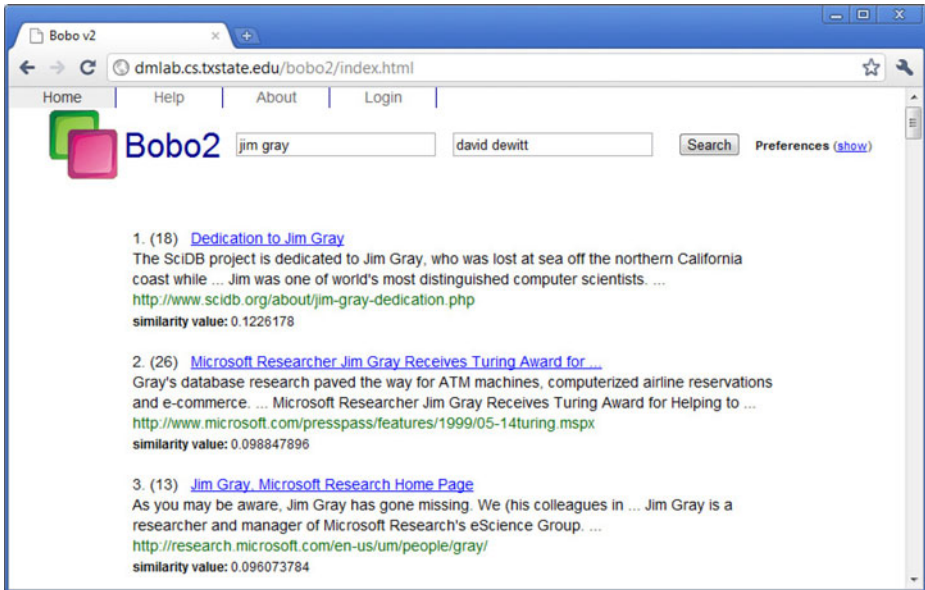 Bobo v2
dmlab.cs.txstate.edu/bobo2/index.html
Home Help About Login
Bobo2 jim gray david dewitt Search Preferences (show)
1. (18) Dedication to Jim Gray
The SciDB project is dedicated to Jim Gray, who was lost at sea off the northern California
coast while ... Jim was one of world's most distinguished computer scientists. ...
http://www.scidb.org/about/jim-gray-dedication.php
similarity value: 0.1226178
2. (26) Microsoft Researcher Jim Gray Receives Turing Award for ...
Gray's database research paved the way for ATM machines, computerized airline reservations
and e-commerce. ... Microsoft Researcher Jim Gray Receives Turing Award for Helping to ...
http://www.microsoft.com/presspass/features/1999/05-14turing.mspx
similarity value: 0.098847896
3. (13) Jim Gray, Microsoft Research Home Page
As you may be aware, Jim Gray has gone missing. We (his colleagues in ... Jim Gray is a
researcher and manager of Microsoft Research's eScience Group. ...
http://research.microsoft.com/en-us/um/people/gray/
similarity value: 0.096073784